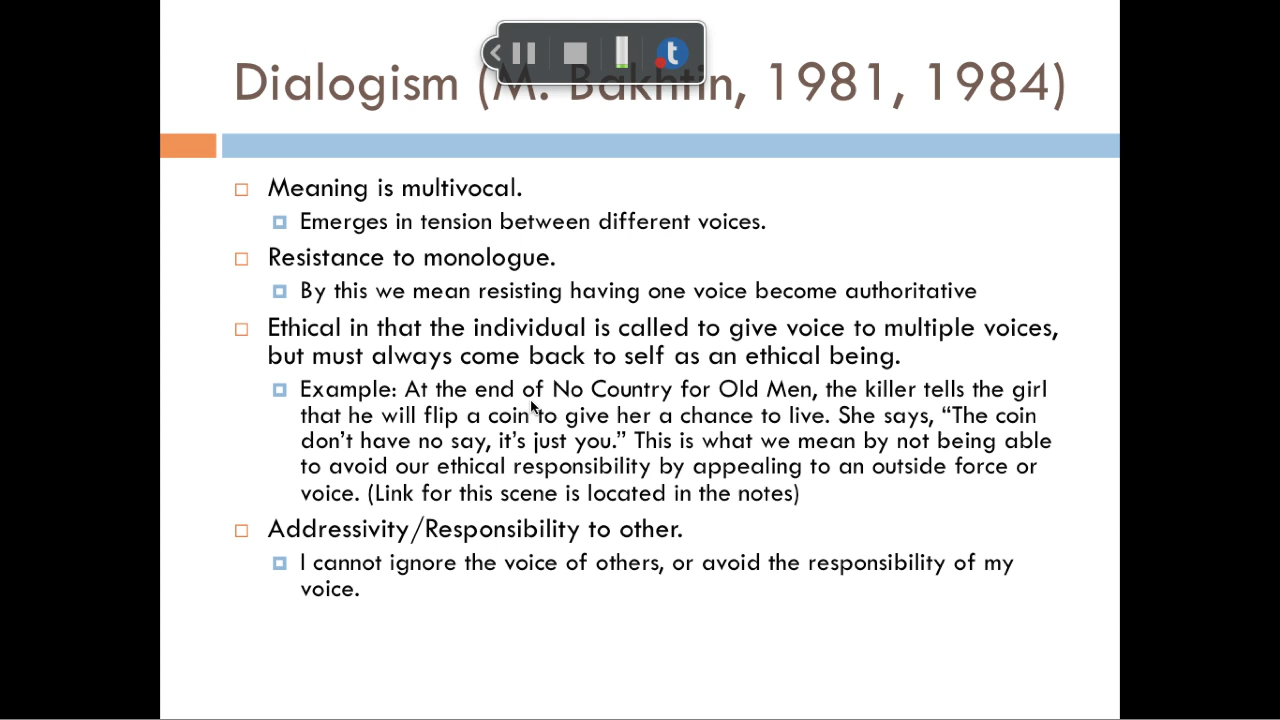 Dialogism (M. Bakhtin, 1981, 1984)
Meaning is multivocal.
Emerges in tension between different voices.
Resistance to monologue.
By this we mean resisting having one voice become authoritative
Ethical in that the individual is called to give voice to multiple voices,
but must always come back to self as an ethical being.
Example: At the end of No Country for Old Men, the killer tells the girl
that he will flip a coin to give her a chance to live. She says, “The coin
don’t have no say, it’s just you.” This is what we mean by not being able
to avoid our ethical responsibility by appealing to an outside force or
voice. (Link for this scene is located in the notes)
Addressivity/Responsibility to other.
I cannot ignore the voice of others, or avoid the responsibility of my
voice.